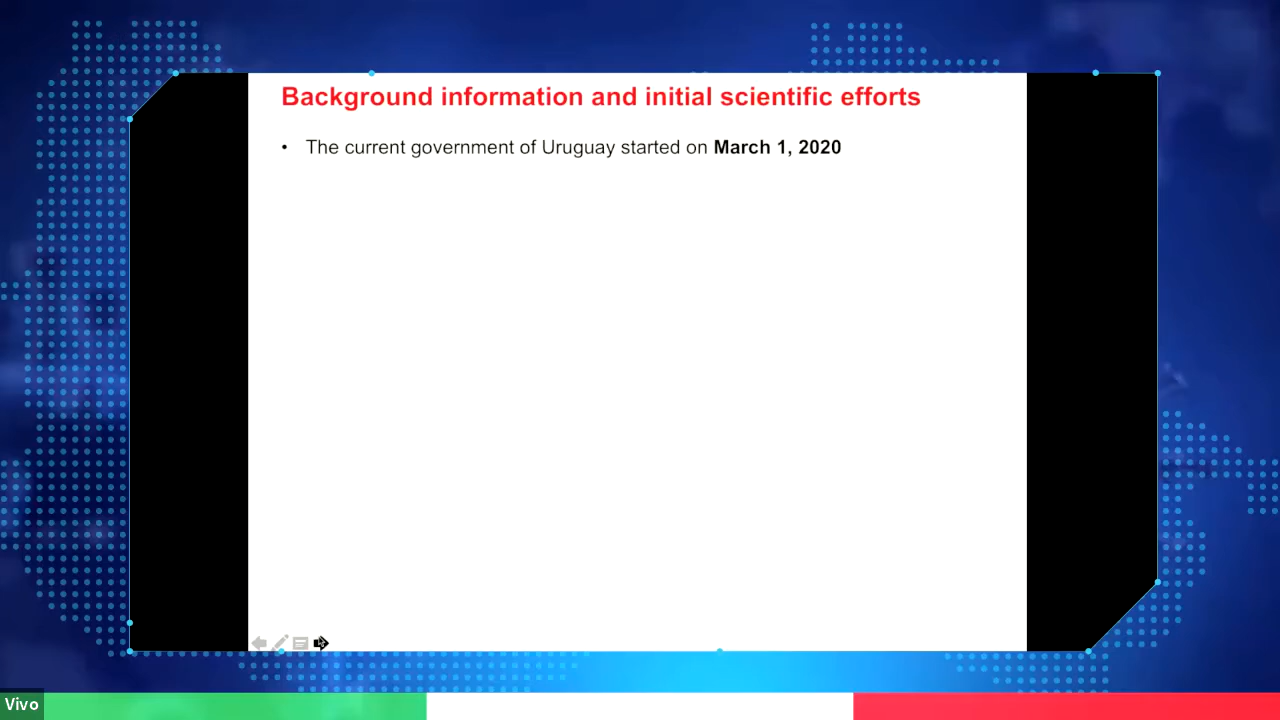 Background information and initial scientific efforts
• The current government of Uruguay started on March 1, 2020
Vivo